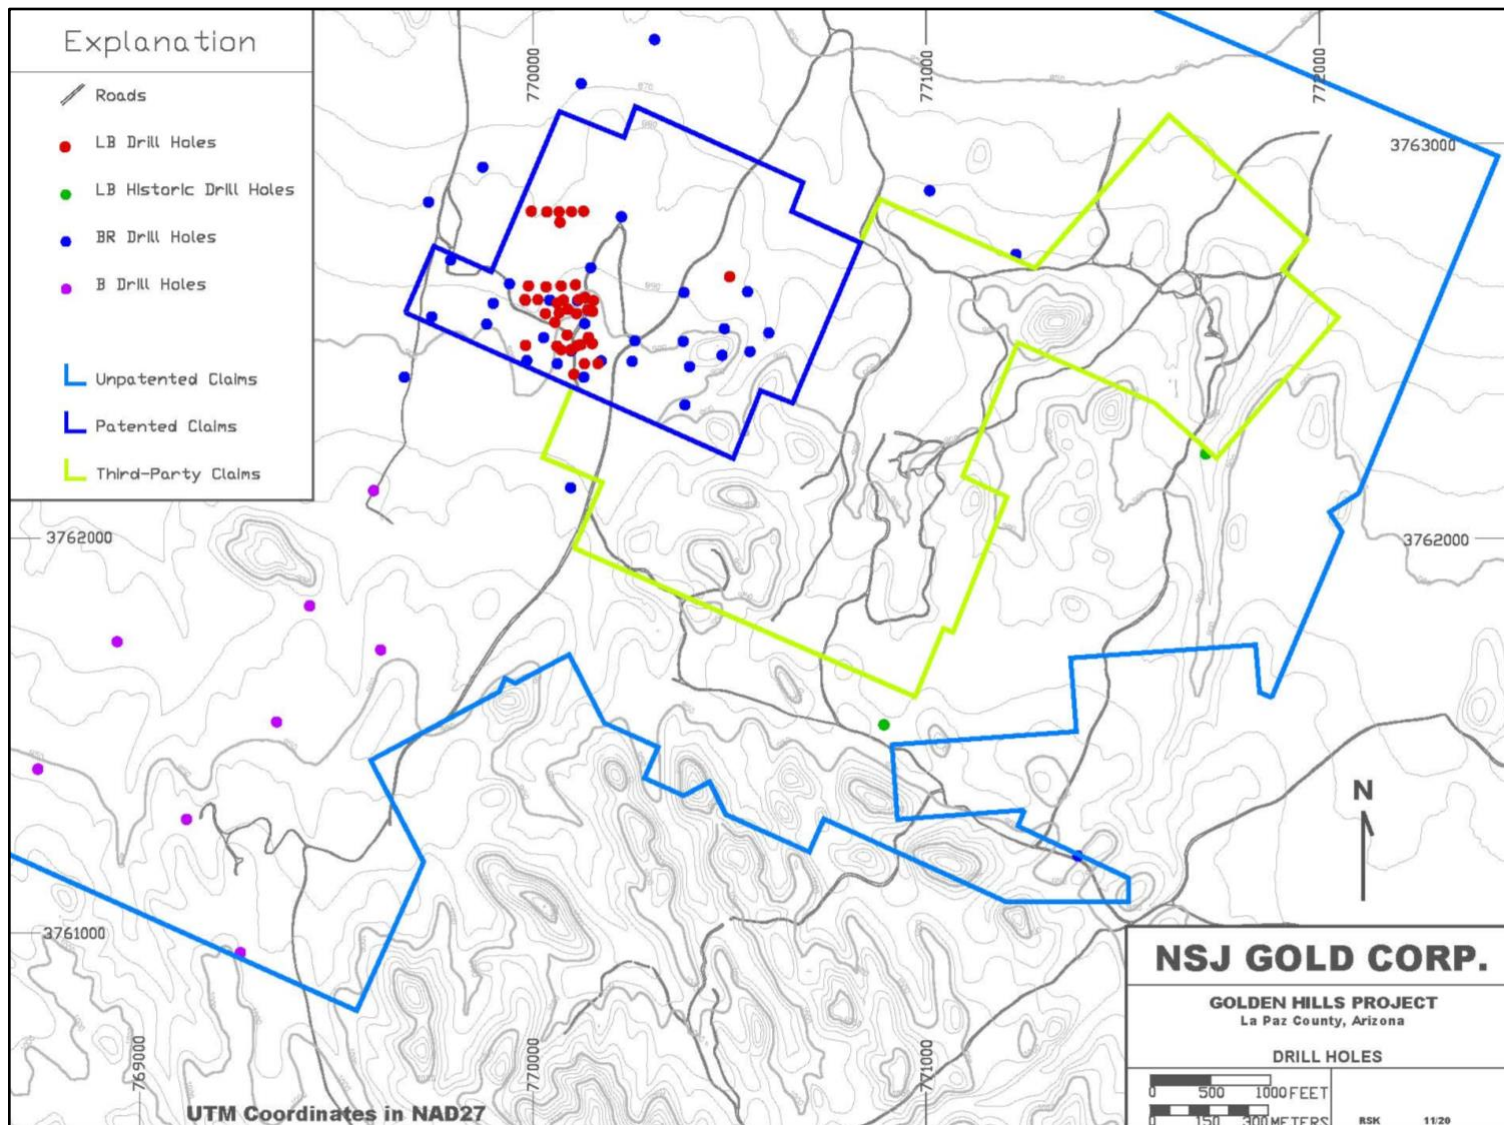 Explanation
Roads
LB Drill Holes
LB Historic Drill Holes
BR Drill Holes
B Drill Holes
Unpatented Claims
Patented Claims
Third-Party Claims
770000
771000
772000
3763000
3762000
3762000
3761000
769000
770000
771000
UTM Coordinates in NAD27
N
NSJ GOLD CORP.
GOLDEN HILLS PROJECT
La Paz County, Arizona
DRILL HOLES
0 500 1000 FEET
0 150 300 METERS
RSK 11/20